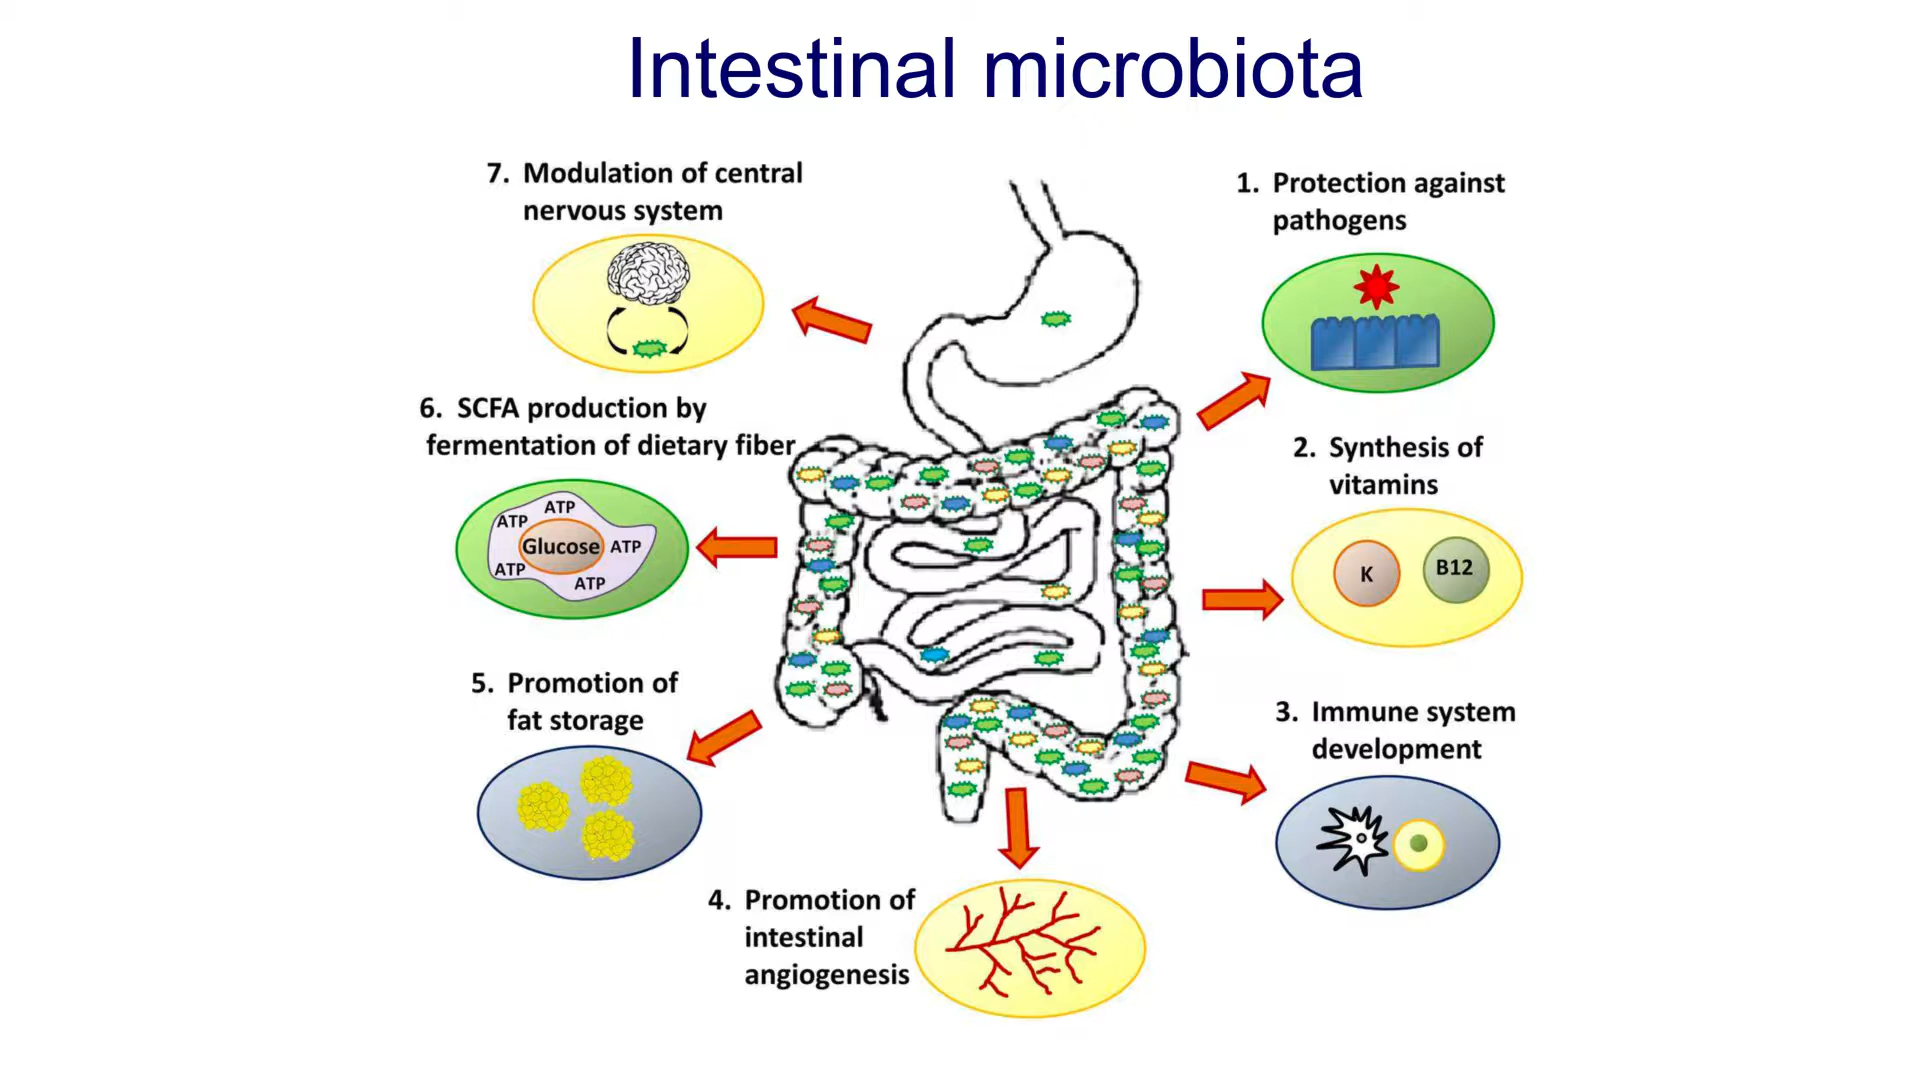 Intestinal microbiota
7. Modulation of central
nervous system
1. Protection against
pathogens
6. SCFA production by
fermentation of dietary fiber
ATP
ATP
Glucose
ATP
ATP
ATP
2. Synthesis of
vitamins
K
B12
5. Promotion of
fat storage
3. Immune system
development
4. Promotion of
intestinal
angiogenesis